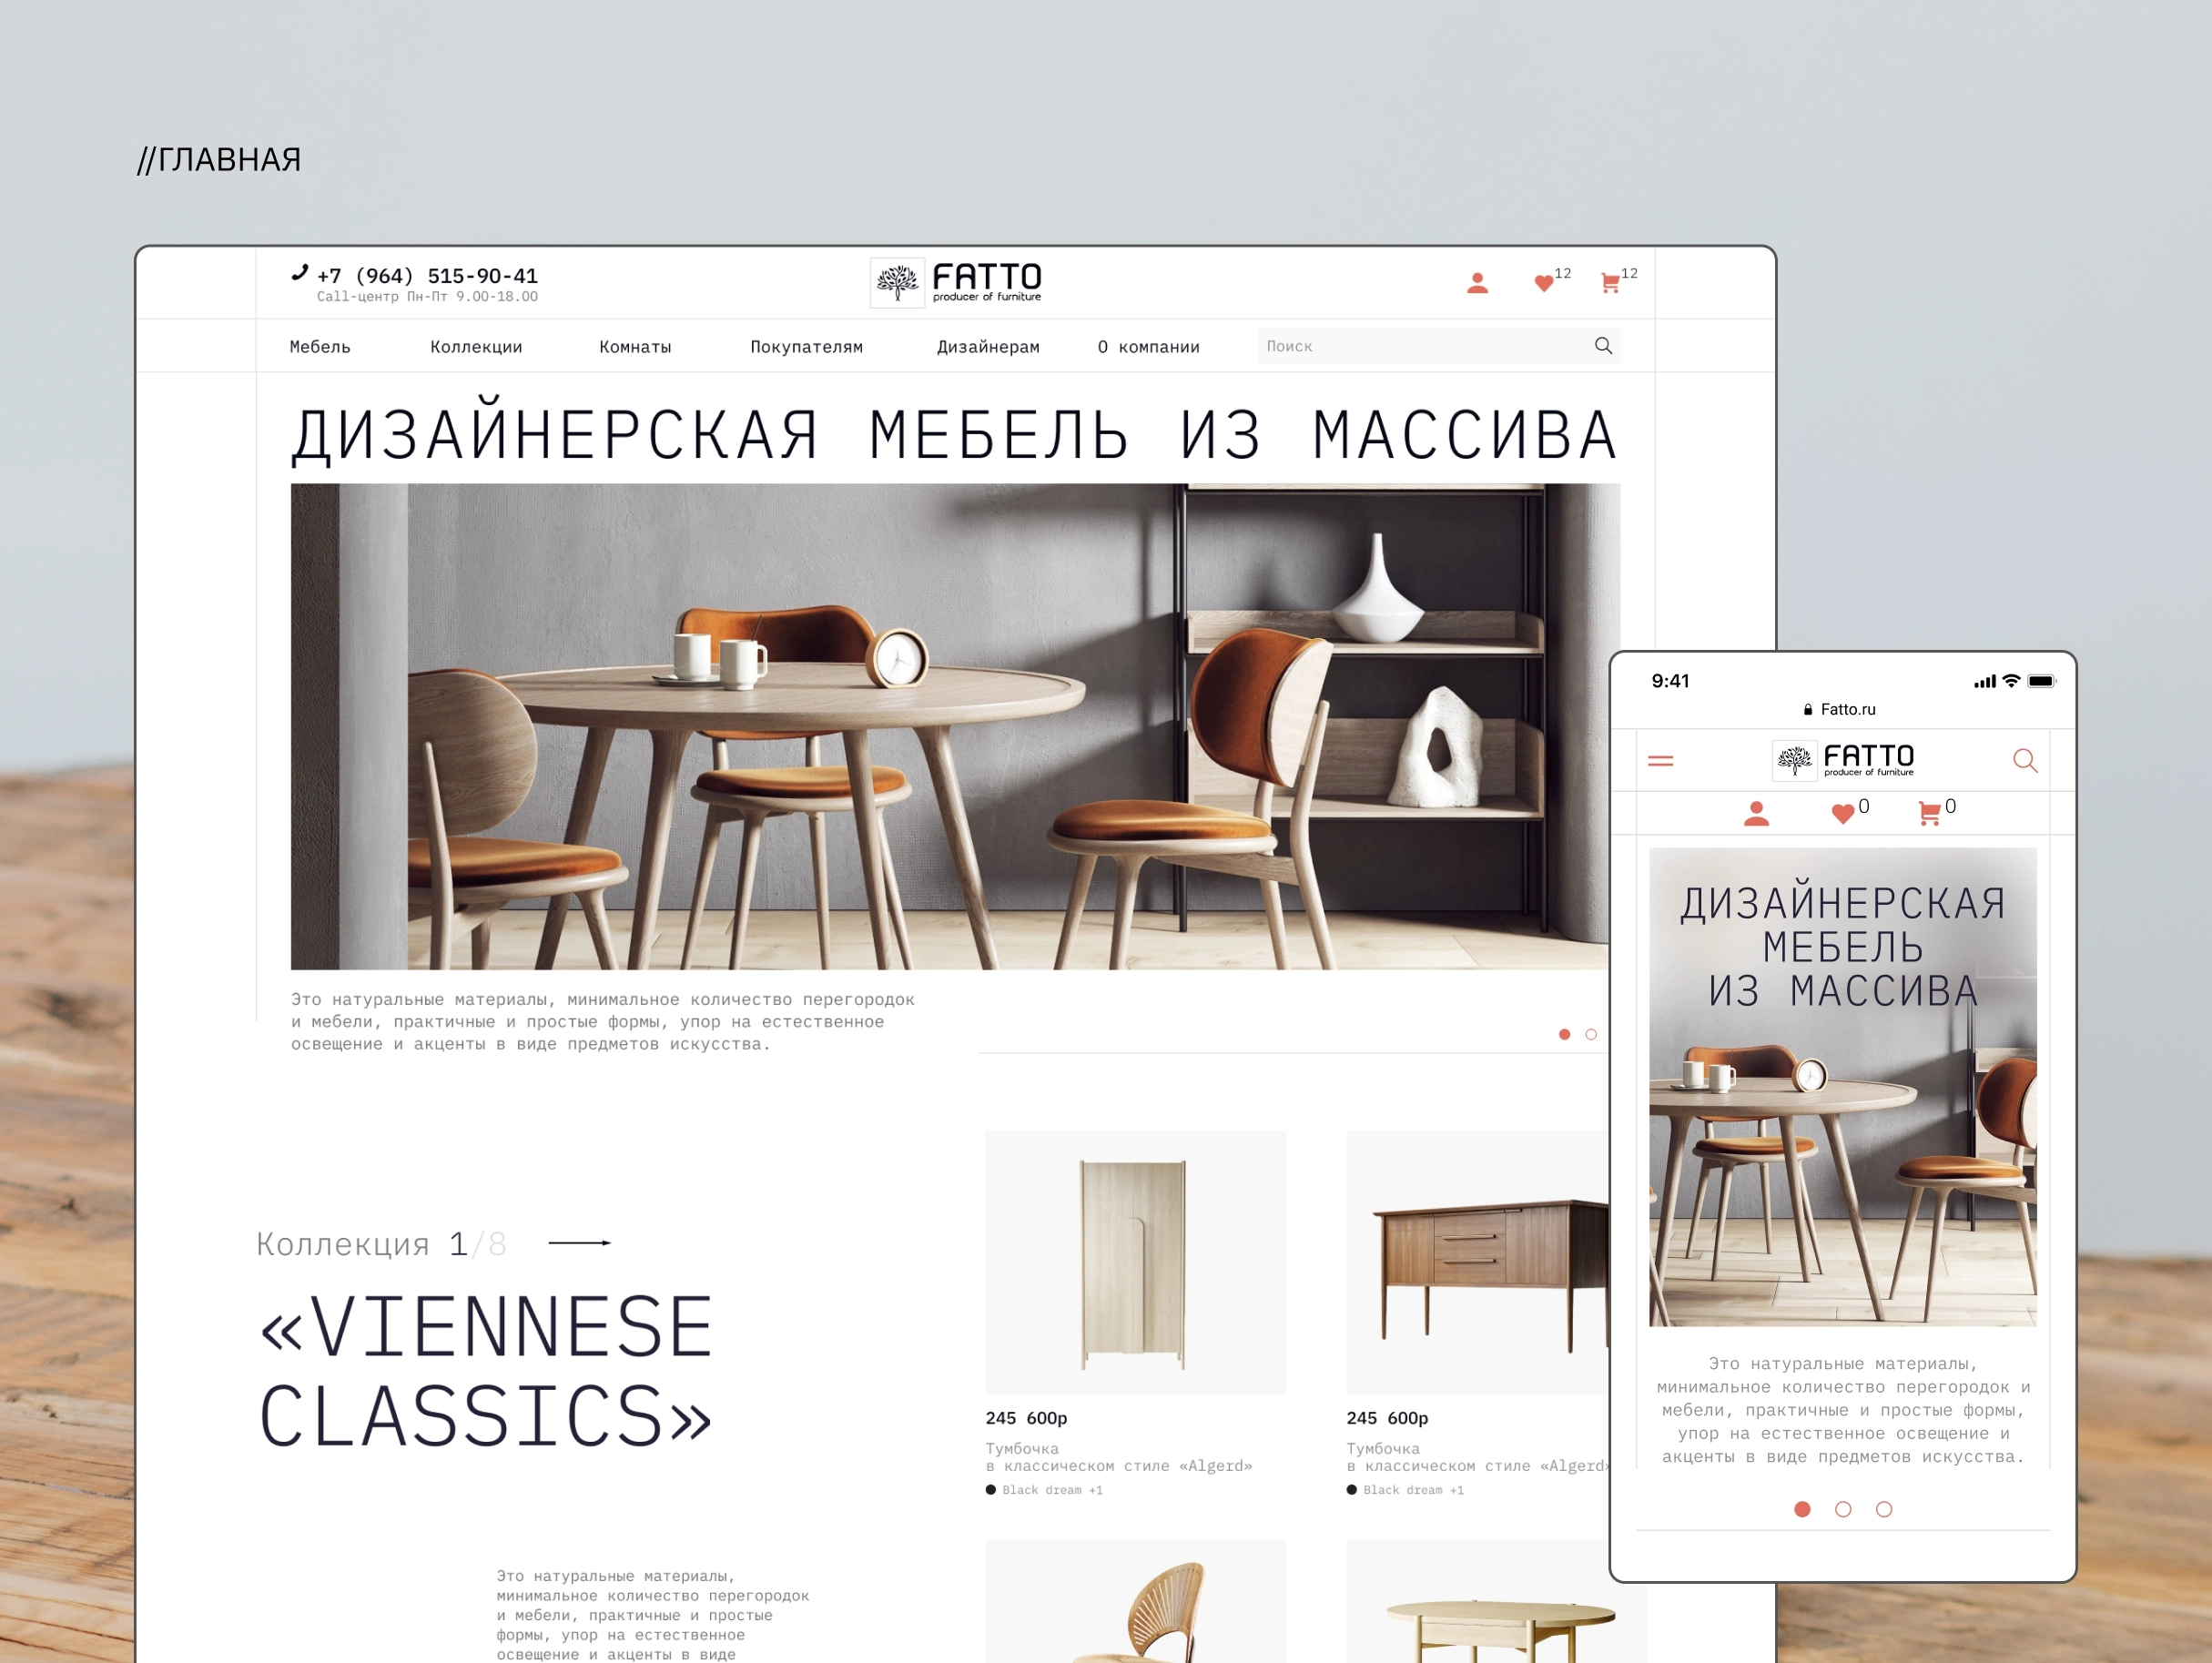 //ГЛАВНАЯ
+7 (964) 515-90-41
Call-центр Пн-Пт 9.00-18.00
FATTO
producer of furniture
12
12
Мебель
Коллекции
Комнаты
Покупателям
Дизайнерам
О компании
Поиск
ДИЗАЙНЕРСКАЯ МЕБЕЛЬ ИЗ МАССИВА
Это натуральные материалы, минимальное количество перегородок
и мебели, практичные и простые формы, упор на естественное
освещение и акценты в виде предметов искусства.
Коллекция 1/8
«VIENNESE
CLASSICS»
Это натуральные материалы,
минимальное количество перегородок
и мебели, практичные и простые
формы, упор на естественное
освещение и акценты в виде
245 600р
Тумбочка
в классическом стиле «Algerd»
Black dream +1
245 600р
Тумбочка
в классическом стиле «Algerd»
Black dream +1
9:41
Fatto.ru
FATTO
producer of furniture
0
0
ДИЗАЙНЕРСКАЯ
МЕБЕЛЬ
ИЗ МАССИВА
Это натуральные материалы,
минимальное количество перегородок и
мебели, практичные и простые формы,
упор на естественное освещение и
акценты в виде предметов искусства.